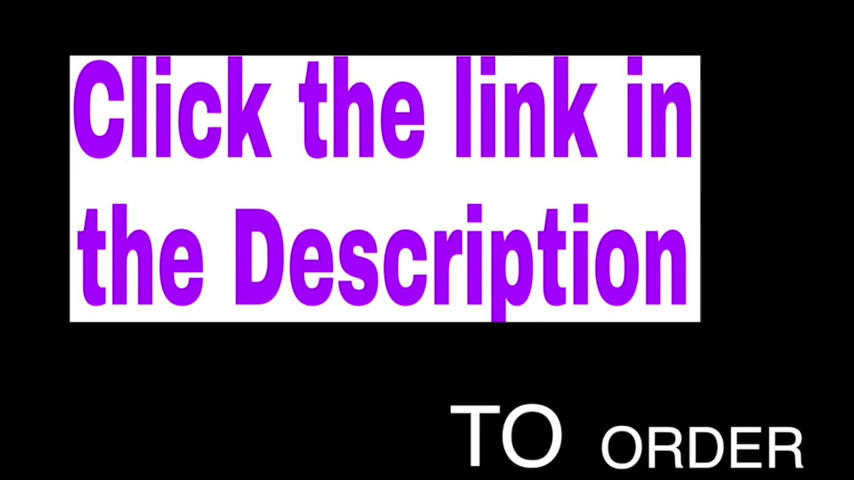 Click the link in
the Description
TO ORDER